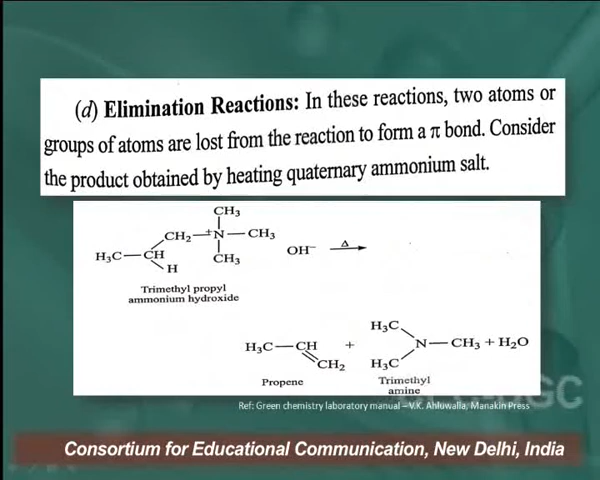 (d) Elimination Reactions: In these reactions, two atoms or
groups of atoms are lost from the reaction to form a π bond. Consider
the product obtained by heating quaternary ammonium salt.
CH₃
CH₂—⁺N—CH₃
H₃C—CH
H
CH₃
OH⁻
Δ
Trimethyl propyl
ammonium hydroxide
H₃C—CH
CH₂
+
H₃C
N—CH₃ + H₂O
H₃C
Propene
Trimethyl
amine
Ref: Green chemistry laboratory manual – V.K. Ahluwalla, Manakin Press
Consortium for Educational Communication, New Delhi, India